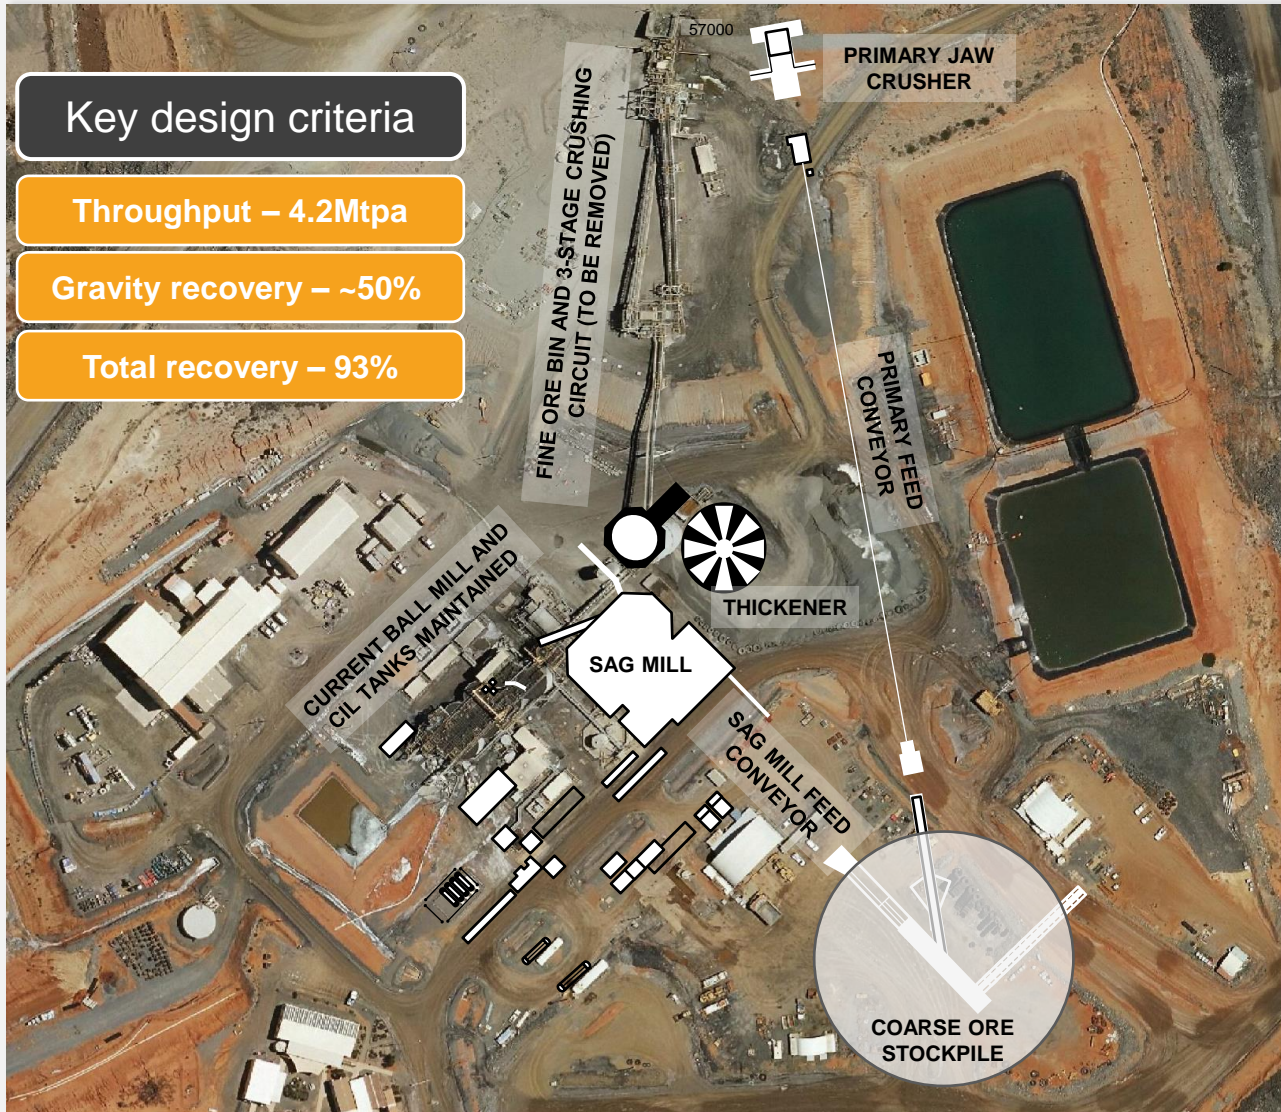 57000
PRIMARY JAW
CRUSHER
Key design criteria
Throughput – 4.2Mtpa
Gravity recovery – ~50%
Total recovery – 93%
FINE ORE BIN AND 3-STAGE CRUSHING
CIRCUIT (TO BE REMOVED)
PRIMARY FEED
CONVEYOR
CURRENT BALL MILL AND
CIL TANKS MAINTAINED
THICKENER
SAG MILL
SAG MILL FEED
CONVEYOR
COARSE ORE
STOCKPILE